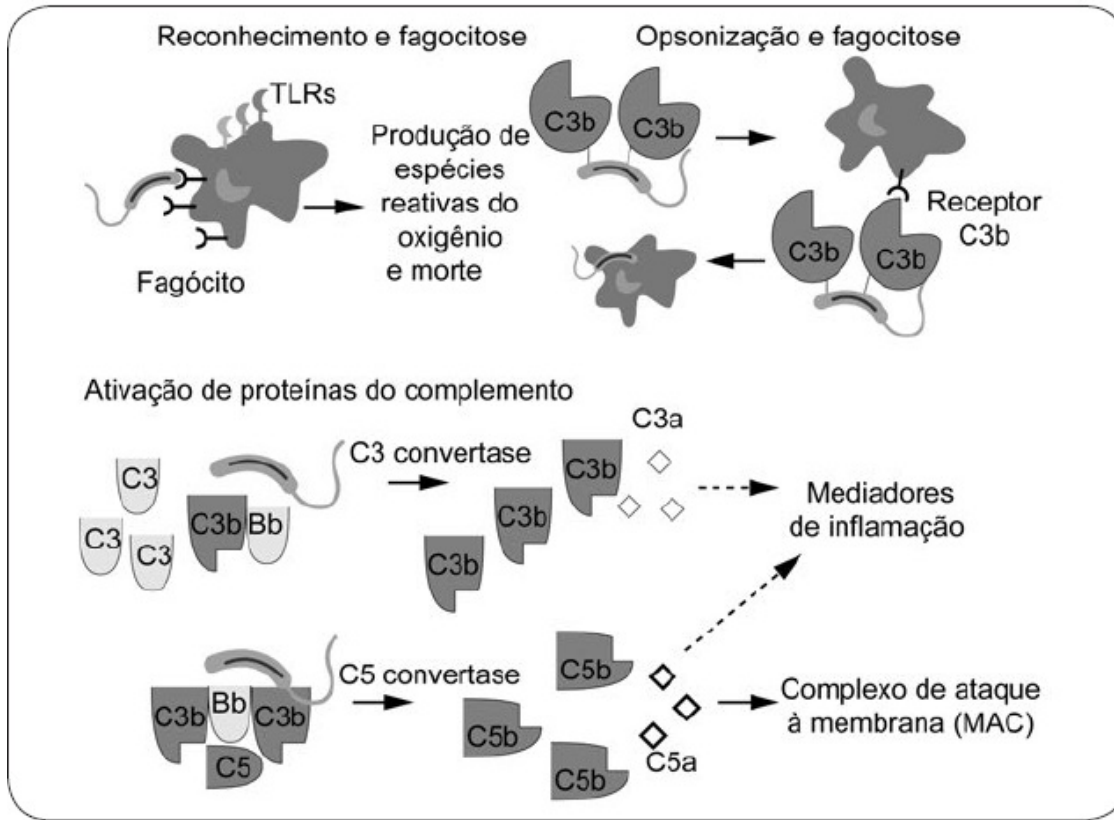 Reconhecimento e fagocitose
TLRs
Fagócito
Produção de
espécies
reativas do
oxigênio
e morte
Opsonização e fagocitose
C3b
C3b
Receptor
C3b
C3b
C3b
Ativação de proteínas do complemento
C3
C3
C3
C3b
Bb
C3 convertase
C3b
C3b
C3b
C3a
Mediadores
de inflamação
C3b
Bb
C3b
C5
C5 convertase
C5b
C5b
C5b
C5a
Complexo de ataque
à membrana (MAC)